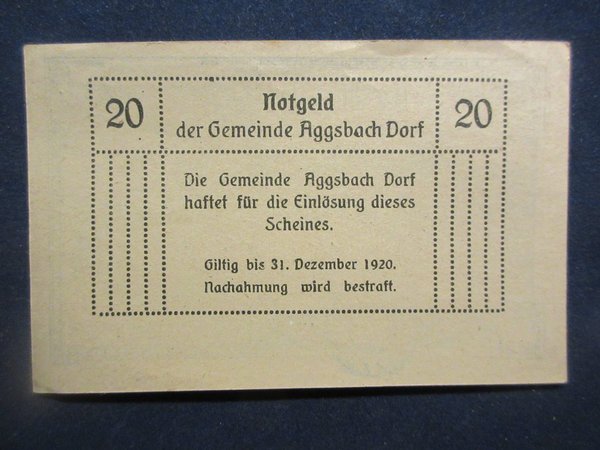 20 Notgeld 20
der Gemeinde Aggsbach Dorf
Die Gemeinde Aggsbach Dorf
haftet für die Einlösung dieses
Scheines.
Giltig bis 31. Dezember 1920.
Nachahmung wird bestraft.